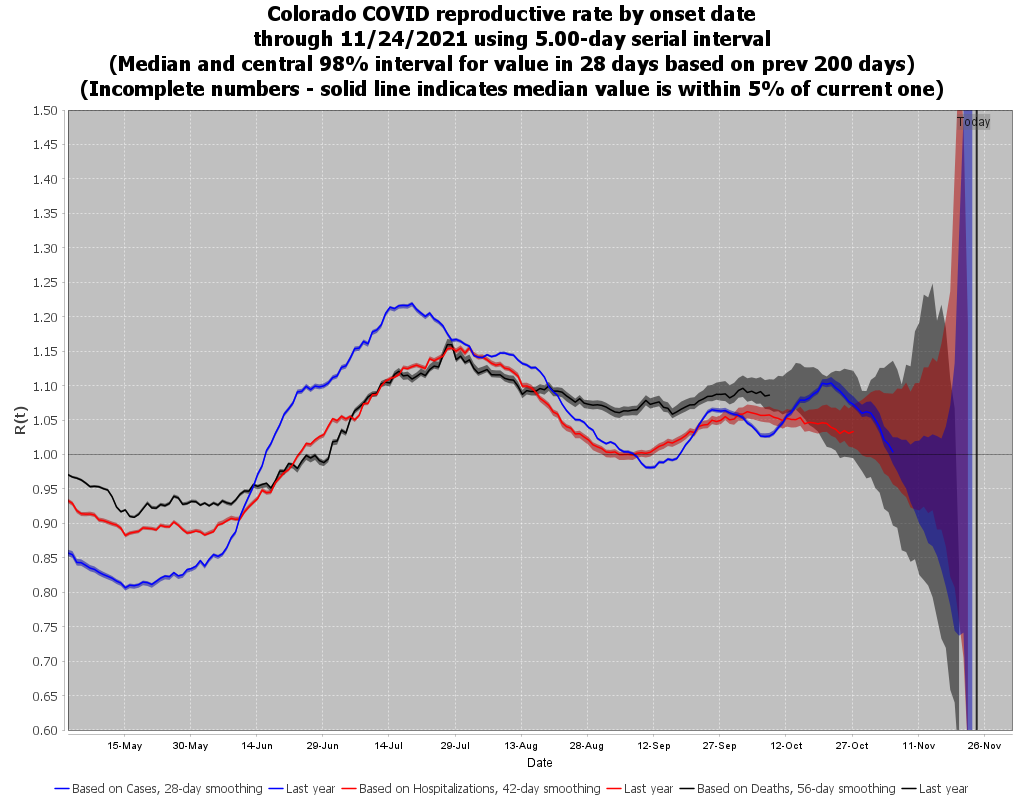 Colorado COVID reproductive rate by onset date
through 11/24/2021 using 5.00-day serial interval
(Median and central 98% interval for value in 28 days based on prev 200 days)
(Incomplete numbers - solid line indicates median value is within 5% of current one)
Today
R(t)
1.50
1.45
1.40
1.35
1.30
1.25
1.20
1.15
1.10
1.05
1.00
0.95
0.90
0.85
0.80
0.75
0.70
0.65
0.60
15-May 30-May 14-Jun 29-Jun 14-Jul 29-Jul 13-Aug 28-Aug 12-Sep 27-Sep 12-Oct 27-Oct 11-Nov 26-Nov
Date
Based on Cases, 28-day smoothing Last year Based on Hospitalizations, 42-day smoothing Last year Based on Deaths, 56-day smoothing Last year